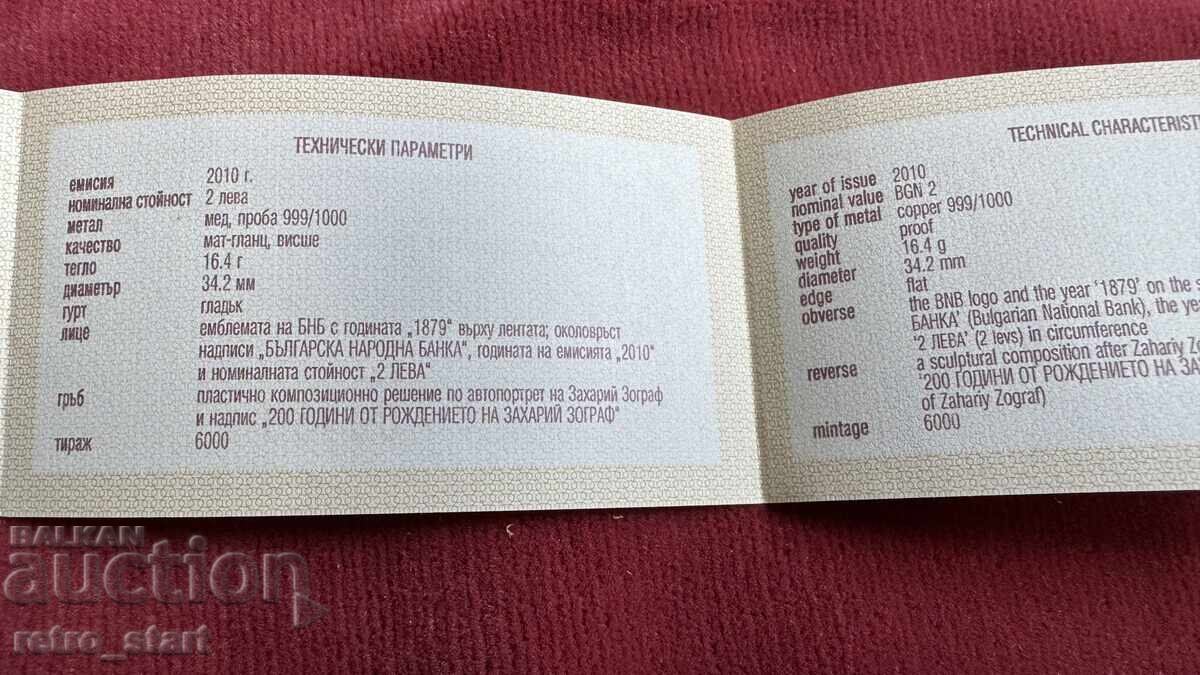 ТЕХНИЧЕСКИ ПАРАМЕТРИ
емисия 2010 г.
номинална стойност 2 лева
метал мед, проба 999/1000
качество мат-гланц, висше
тегло 16.4 г
диаметър 34.2 мм
гурт гладък
лице емблемата на БНБ с годината „1879" върху лентата; околовръст
надписи „БЪЛГАРСКА НАРОДНА БАНКА", годината на емисията „2010"
и номиналната стойност „2 ЛЕВА"
гръб пластично композиционно решение по автопортрет на Захарий Зограф
и надпис „200 ГОДИНИ ОТ РОЖДЕНИЕТО НА ЗАХАРИЙ ЗОГРАФ"
тираж 6000
TECHNICAL CHARACTERIST
year of issue 2010
nominal value BGN 2
type of metal copper 999/1000
quality proof
weight 16.4 g
diameter 34.2 mm
edge flat
obverse the BNB logo and the year '1879' on the s
БАНКА' (Bulgarian National Bank), the ye
'2 ЛЕВА' (2 levs) in circumference
reverse a sculptural composition after Zahariy Zo
'200 ГОДИНИ ОТ РОЖДЕНИЕТО НА ЗА
of Zahariy Zograf)
mintage 6000
BALKAN
auction
retro_start